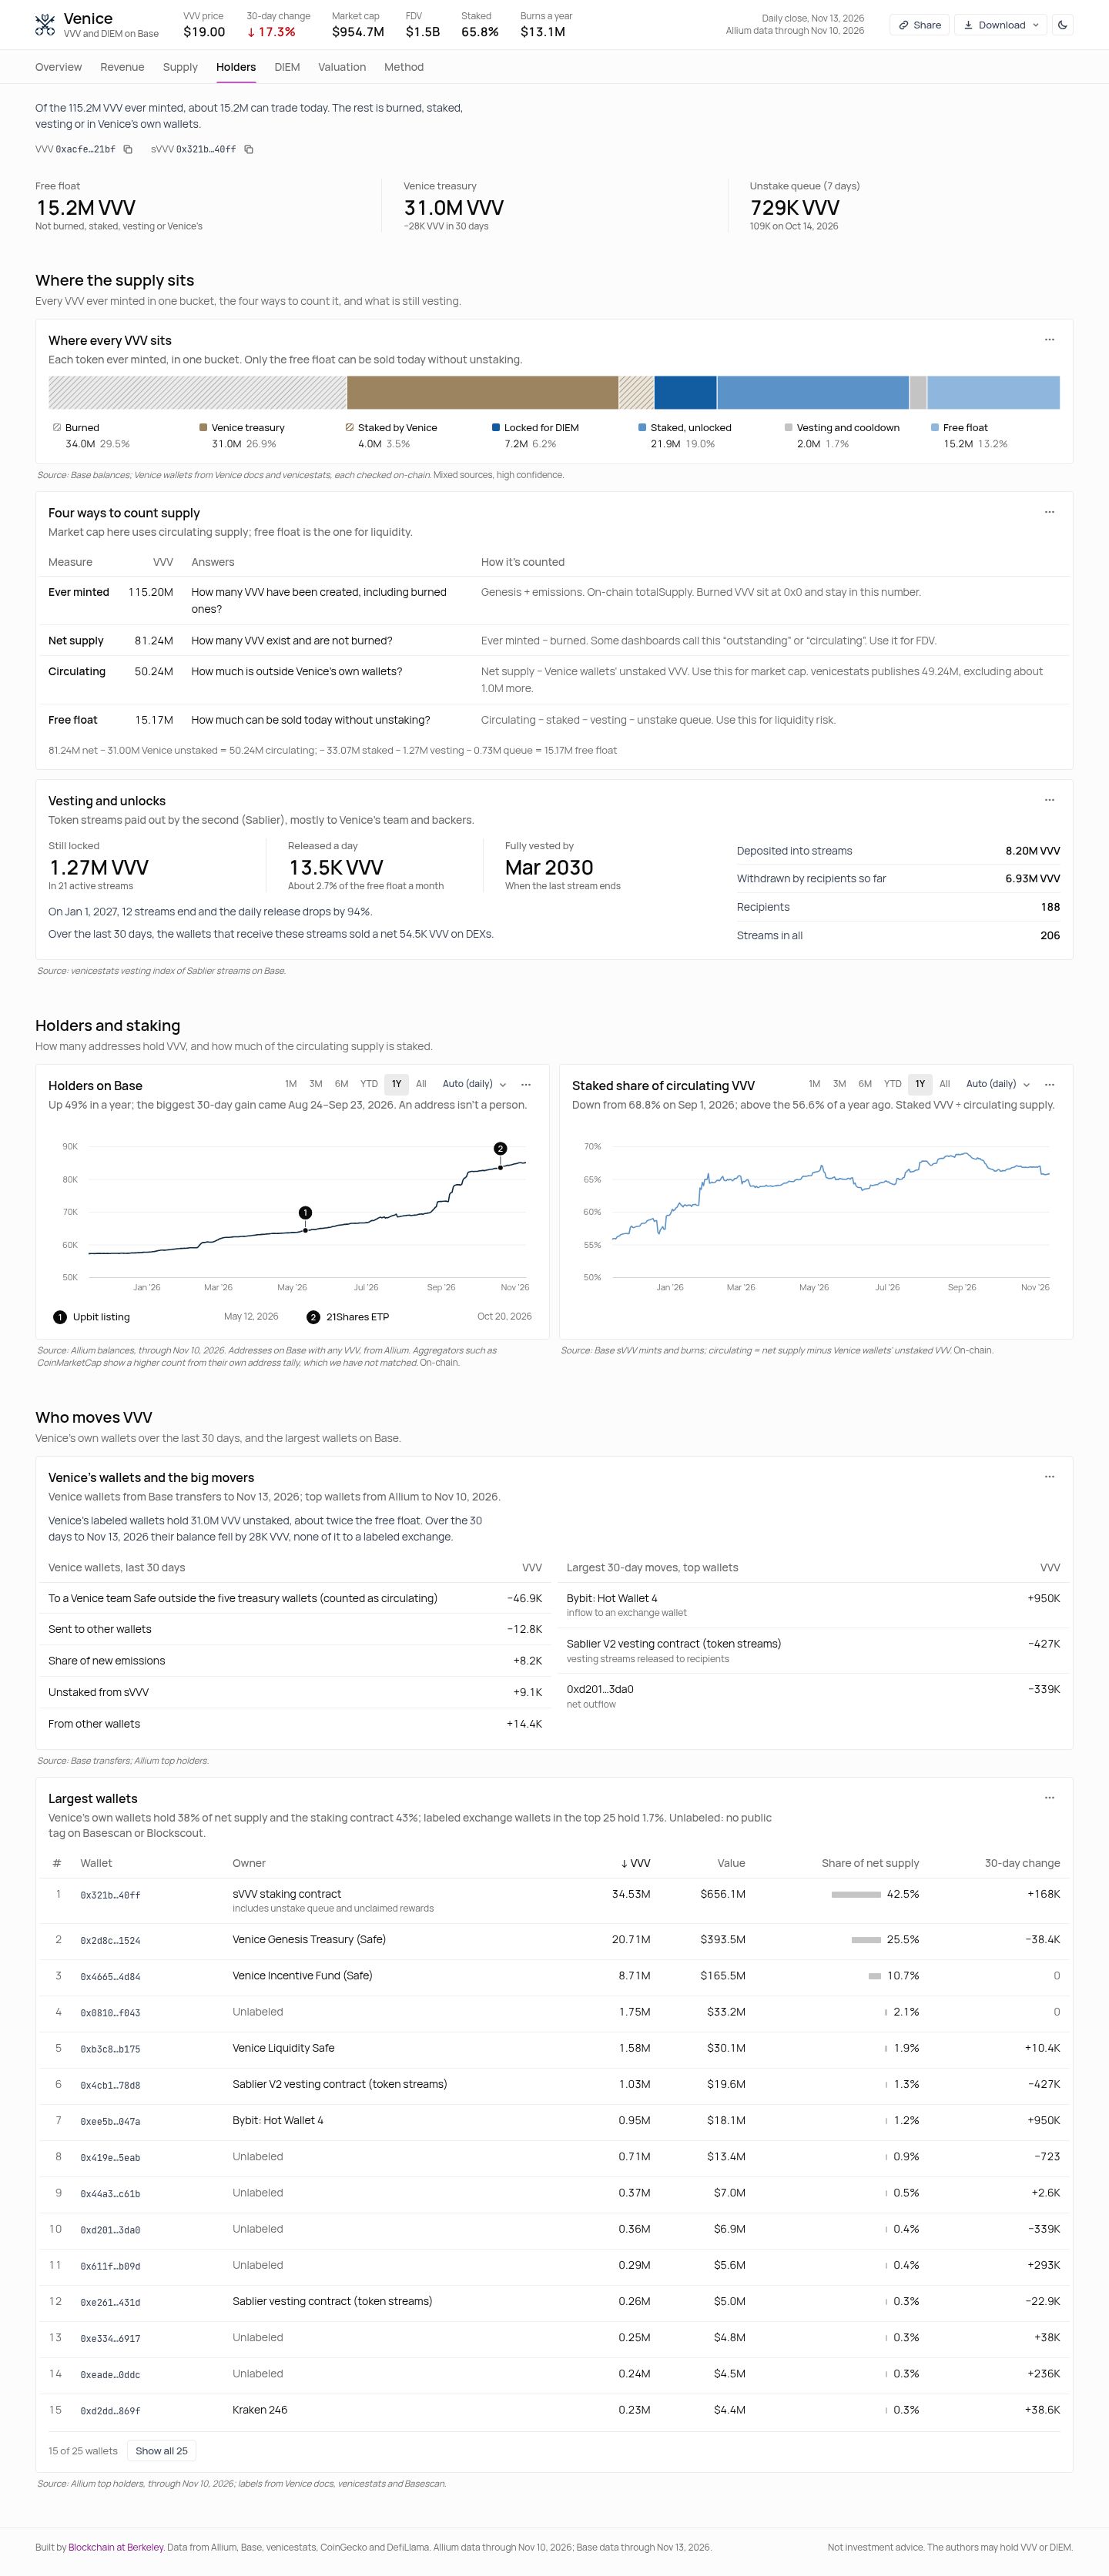 Venice
VVV and DIEM on Base
VVV price
$19.00
30-day change
↓ 17.3%
Market cap
$954.7M
FDV
$1.5B
Staked
65.8%
Burns a year
$13.1M
Daily close, Nov 13, 2026
Allium data through Nov 10, 2026
Share
Download
Overview Revenue Supply Holders DIEM Valuation Method
Of the 115.2M VVV ever minted, about 15.2M can trade today. The rest is burned, staked,
vesting or in Venice's own wallets.
VVV 0xacfe…21bf sVVV 0x321b…40ff
Free float
15.2M VVV
Not burned, staked, vesting or Venice's
Venice treasury
31.0M VVV
−28K VVV in 30 days
Unstake queue (7 days)
729K VVV
109K on Oct 14, 2026
Where the supply sits
Every VVV ever minted in one bucket, the four ways to count it, and what is still vesting.
Where every VVV sits
Each token ever minted, in one bucket. Only the free float can be sold today without unstaking.
Burned
34.0M 29.5%
Venice treasury
31.0M 26.9%
Staked by Venice
4.0M 3.5%
Locked for DIEM
7.2M 6.2%
Staked, unlocked
21.9M 19.0%
Vesting and cooldown
2.0M 1.7%
Free float
15.2M 13.2%
Source: Base balances; Venice wallets from Venice docs and venicestats, each checked on-chain. Mixed sources, high confidence.
Four ways to count supply
Market cap here uses circulating supply; free float is the one for liquidity.
Measure VVV Answers How it's counted
Ever minted 115.20M How many VVV have been created, including burned
ones?
Genesis + emissions. On-chain totalSupply. Burned VVV sit at 0x0 and stay in this number.
Net supply 81.24M How many VVV exist and are not burned? Ever minted − burned. Some dashboards call this “outstanding” or “circulating”. Use it for FDV.
Circulating 50.24M How much is outside Venice's own wallets? Net supply − Venice wallets' unstaked VVV. Use this for market cap. venicestats publishes 49.24M, excluding about
1.0M more.
Free float 15.17M How much can be sold today without unstaking? Circulating − staked − vesting − unstake queue. Use this for liquidity risk.
81.24M net − 31.00M Venice unstaked = 50.24M circulating; − 33.07M staked − 1.27M vesting − 0.73M queue = 15.17M free float
Vesting and unlocks
Token streams paid out by the second (Sablier), mostly to Venice's team and backers.
Still locked
1.27M VVV
In 21 active streams
Released a day
13.5K VVV
About 2.7% of the free float a month
Fully vested by
Mar 2030
When the last stream ends
On Jan 1, 2027, 12 streams end and the daily release drops by 94%.
Over the last 30 days, the wallets that receive these streams sold a net 54.5K VVV on DEXs.
Deposited into streams 8.20M VVV
Withdrawn by recipients so far 6.93M VVV
Recipients 188
Streams in all 206
Source: venicestats vesting index of Sablier streams on Base.
Holders and staking
How many addresses hold VVV, and how much of the circulating supply is staked.
Holders on Base
1M 3M 6M YTD 1Y All Auto (daily)
Up 49% in a year; the biggest 30-day gain came Aug 24–Sep 23, 2026. An address isn't a person.
90K
80K
70K
60K
50K
1
2
Jan '26 Mar '26 May '26 Jul '26 Sep '26 Nov '26
1 Upbit listing May 12, 2026
2 21Shares ETP Oct 20, 2026
Source: Allium balances, through Nov 10, 2026. Addresses on Base with any VVV, from Allium. Aggregators such as
CoinMarketCap show a higher count from their own address tally, which we have not matched. On-chain.
Staked share of circulating VVV
1M 3M 6M YTD 1Y All Auto (daily)
Down from 68.8% on Sep 1, 2026; above the 56.6% of a year ago. Staked VVV ÷ circulating supply.
70%
65%
60%
55%
50%
Jan '26 Mar '26 May '26 Jul '26 Sep '26 Nov '26
Source: Base sVVV mints and burns; circulating = net supply minus Venice wallets' unstaked VVV. On-chain.
Who moves VVV
Venice's own wallets over the last 30 days, and the largest wallets on Base.
Venice's wallets and the big movers
Venice wallets from Base transfers to Nov 13, 2026; top wallets from Allium to Nov 10, 2026.
Venice's labeled wallets hold 31.0M VVV unstaked, about twice the free float. Over the 30
days to Nov 13, 2026 their balance fell by 28K VVV, none of it to a labeled exchange.
Venice wallets, last 30 days VVV
To a Venice team Safe outside the five treasury wallets (counted as circulating) −46.9K
Sent to other wallets −12.8K
Share of new emissions +8.2K
Unstaked from sVVV +9.1K
From other wallets +14.4K
Largest 30-day moves, top wallets VVV
Bybit: Hot Wallet 4 +950K
inflow to an exchange wallet
Sablier V2 vesting contract (token streams) −427K
vesting streams released to recipients
0xd201…3da0 −339K
net outflow
Source: Base transfers; Allium top holders.
Largest wallets
Venice's own wallets hold 38% of net supply and the staking contract 43%; labeled exchange wallets in the top 25 hold 1.7%. Unlabeled: no public
tag on Basescan or Blockscout.
# Wallet Owner ↓ VVV Value Share of net supply 30-day change
1 0x321b…40ff sVVV staking contract 34.53M $656.1M 42.5% +168K
includes unstake queue and unclaimed rewards
2 0x2d8c…1524 Venice Genesis Treasury (Safe) 20.71M $393.5M 25.5% −38.4K
3 0x4665…4d84 Venice Incentive Fund (Safe) 8.71M $165.5M 10.7% 0
4 0x0810…f043 Unlabeled 1.75M $33.2M 2.1% 0
5 0xb3c8…b175 Venice Liquidity Safe 1.58M $30.1M 1.9% +10.4K
6 0x4cb1…78d8 Sablier V2 vesting contract (token streams) 1.03M $19.6M 1.3% −427K
7 0xee5b…047a Bybit: Hot Wallet 4 0.95M $18.1M 1.2% +950K
8 0x419e…5eab Unlabeled 0.71M $13.4M 0.9% −723
9 0x44a3…c61b Unlabeled 0.37M $7.0M 0.5% +2.6K
10 0xd201…3da0 Unlabeled 0.36M $6.9M 0.4% −339K
11 0x611f…b09d Unlabeled 0.29M $5.6M 0.4% +293K
12 0xe261…431d Sablier vesting contract (token streams) 0.26M $5.0M 0.3% −22.9K
13 0xe334…6917 Unlabeled 0.25M $4.8M 0.3% +38K
14 0xeade…0ddc Unlabeled 0.24M $4.5M 0.3% +236K
15 0xd2dd…869f Kraken 246 0.23M $4.4M 0.3% +38.6K
15 of 25 wallets Show all 25
Source: Allium top holders, through Nov 10, 2026; labels from Venice docs, venicestats and Basescan.
Built by Blockchain at Berkeley. Data from Allium, Base, venicestats, CoinGecko and DefiLlama. Allium data through Nov 10, 2026; Base data through Nov 13, 2026.
Not investment advice. The authors may hold VVV or DIEM.